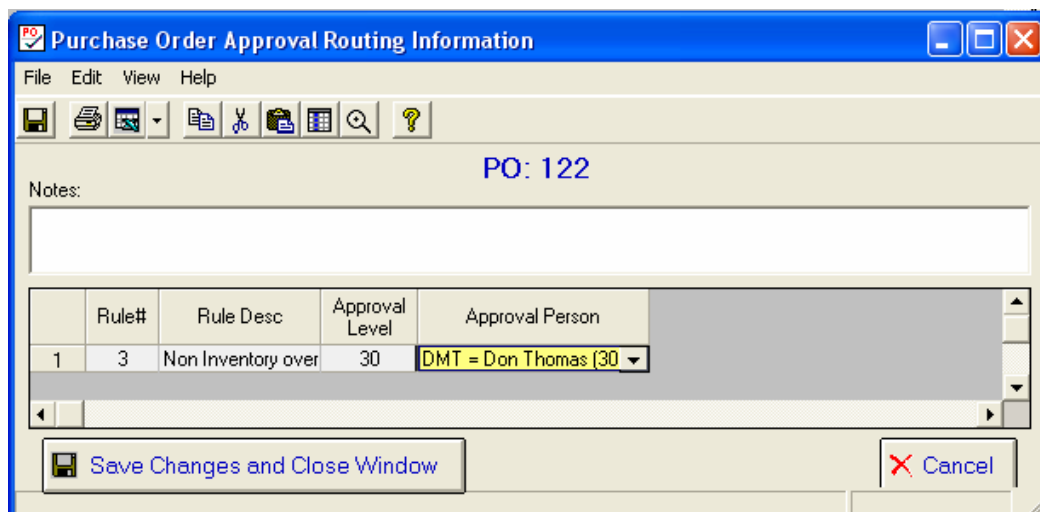 Purchase Order Approval Routing Information
File Edit View Help
PO: 122
Notes:
Rule# Rule Desc Approval Level Approval Person
1 3 Non Inventory over 30 DMT = Don Thomas (30
Save Changes and Close Window Cancel